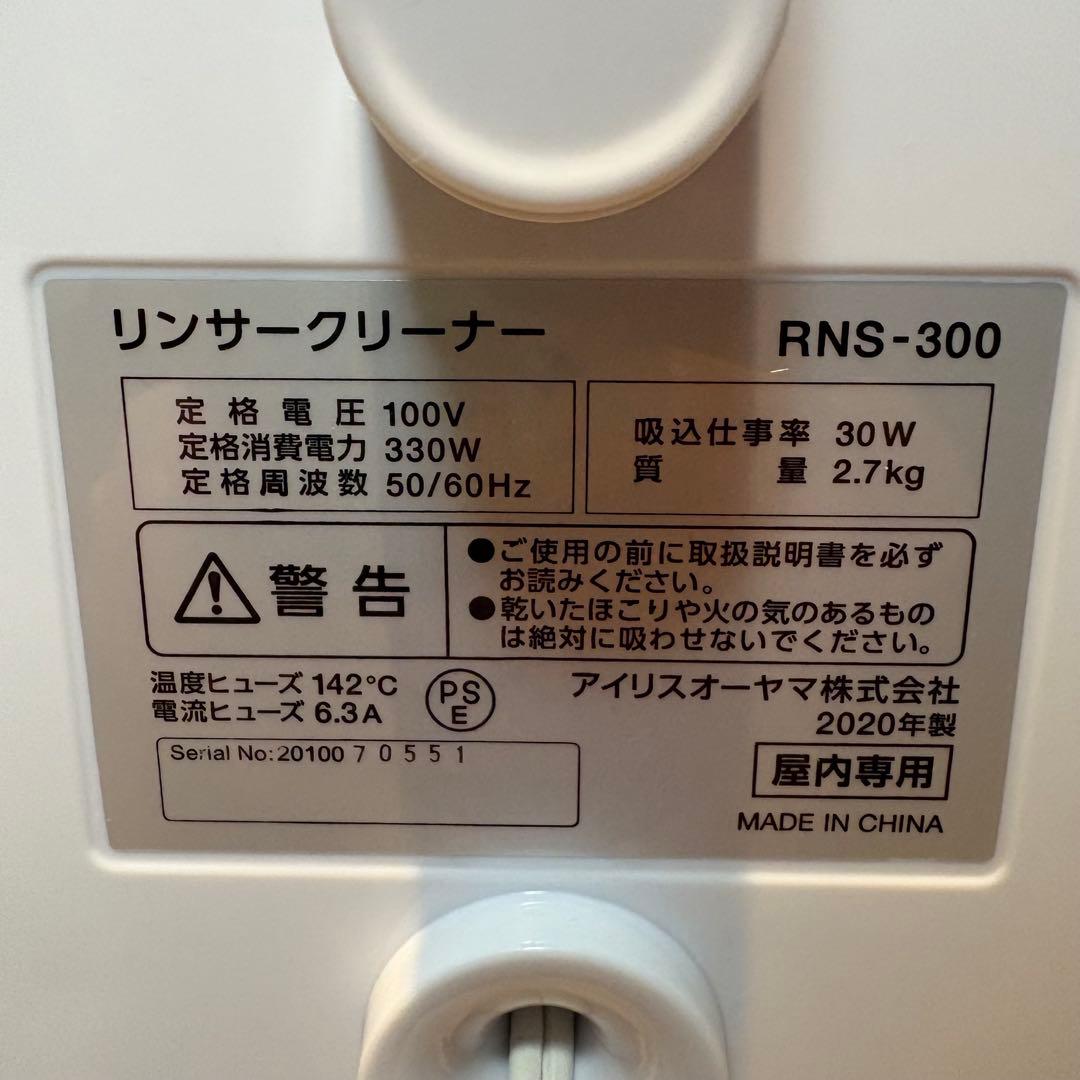 リンサークリーナー RNS-300
定格電圧 100V
定格消費電力 330W
定格周波数 50/60Hz
吸込仕事率 30W
質量 2.7kg
警告
●ご使用の前に取扱説明書を必ず
お読みください。
●乾いたほこりや火の気のあるもの
は絶対に吸わせないでください。
温度ヒューズ 142℃
電流ヒューズ 6.3A
PS
E
アイリスオーヤマ株式会社
2020年製
Serial No: 20100 70551
屋内専用
MADE IN CHINA